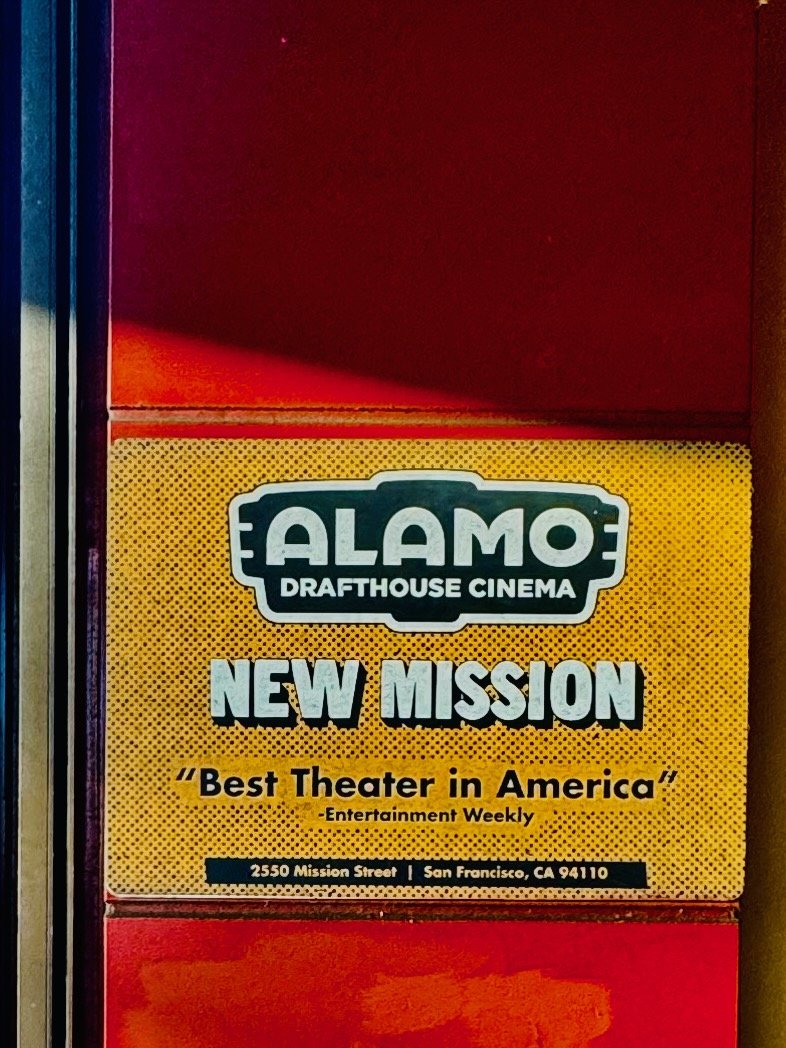 ALAMO
DRAFTHOUSE CINEMA
NEW MISSION
“Best Theater in America”
-Entertainment Weekly
2550 Mission Street | San Francisco, CA 94110